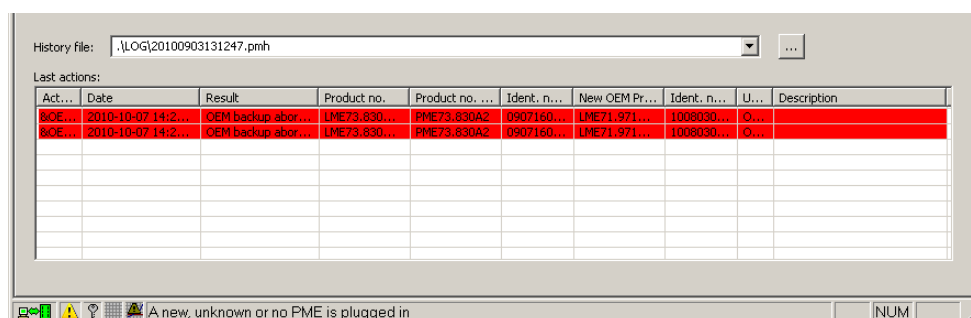 History file: .\LOG\20100903131247.pmh ...
Last actions:
Act... Date Result Product no. Product no. ... Ident. n... New OEM Pr... Ident. n... U... Description
&OE... 2010-10-07 14:2... OEM backup abor... LME73.830... PME73.830A2 0907160... LME71.971... 1008030... O...
&OE... 2010-10-07 14:2... OEM backup abor... LME73.830... PME73.830A2 0907160... LME71.971... 1008030... O...
A new, unknown or no PME is plugged in NUM